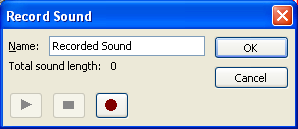 Record Sound
Name: Recorded Sound
OK
Total sound length: 0
Cancel